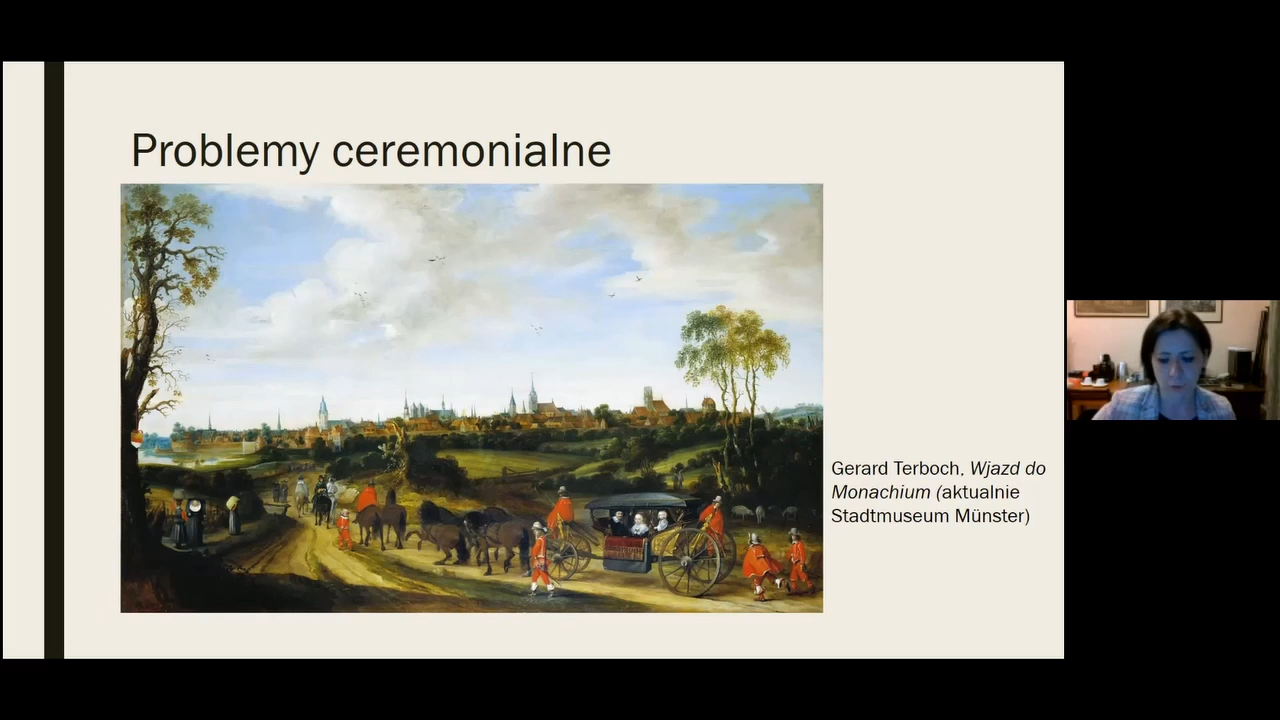 Problemy ceremonialne
Gerard Terboch, Wjazd do
Monachium (aktualnie
Stadtmuseum Münster)